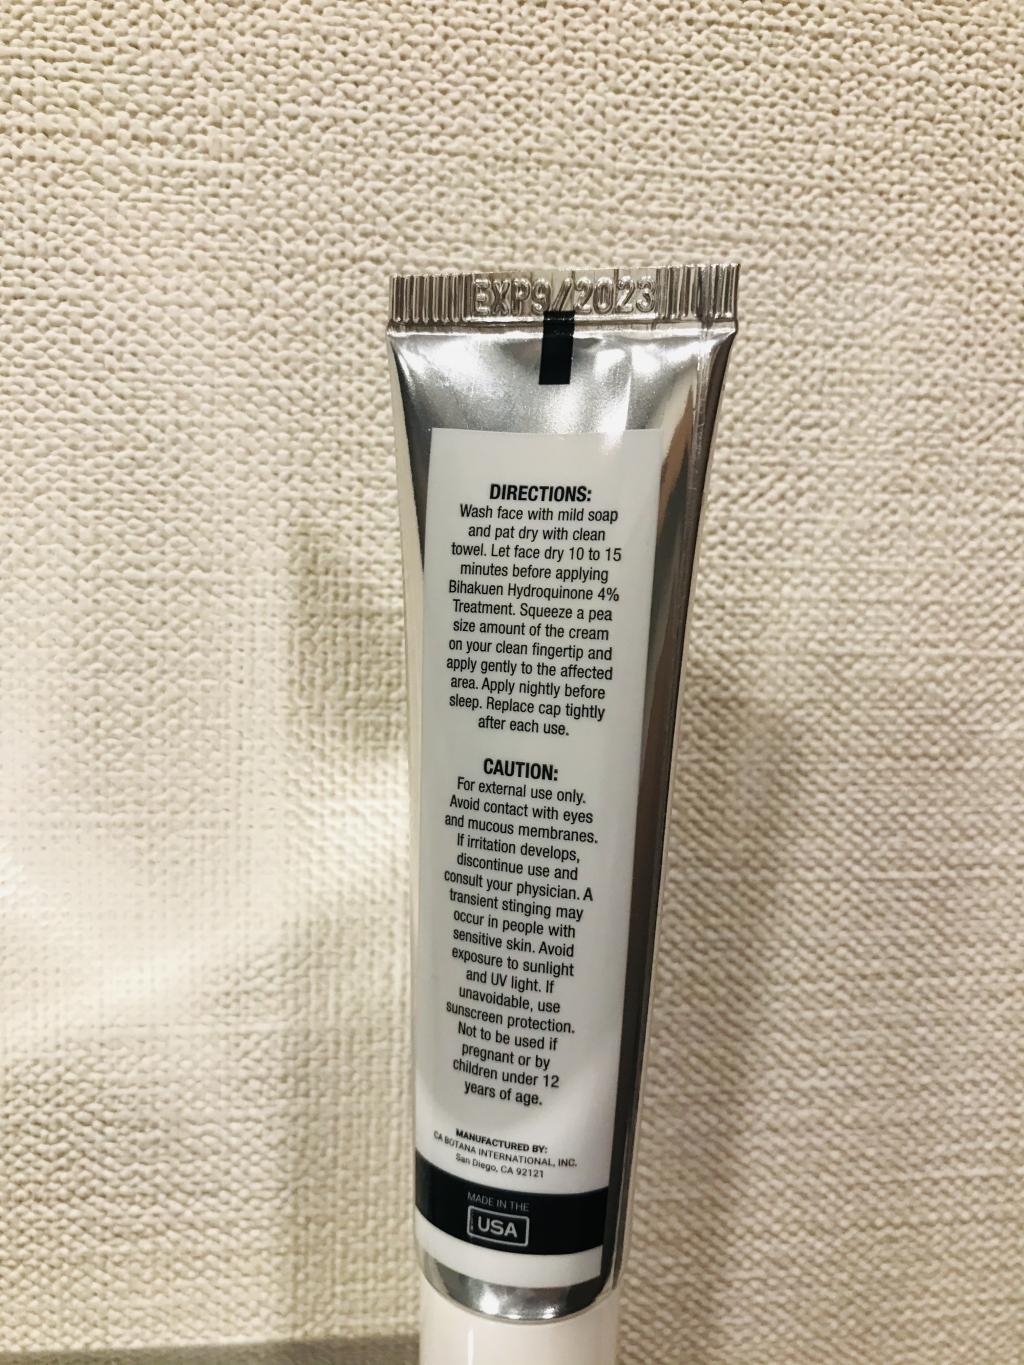 EXP9/2023
DIRECTIONS:
Wash face with mild soap
and pat dry with clean
towel. Let face dry 10 to 15
minutes before applying
Bihakuen Hydroquinone 4%
Treatment. Squeeze a pea
size amount of the cream
on your clean fingertip and
apply gently to the affected
area. Apply nightly before
sleep. Replace cap tightly
after each use.
CAUTION:
For external use only.
Avoid contact with eyes
and mucous membranes.
If irritation develops,
discontinue use and
consult your physician. A
transient stinging may
occur in people with
sensitive skin. Avoid
exposure to sunlight
and UV light. If
unavoidable, use
sunscreen protection.
Not to be used if
pregnant or by
children under 12
years of age.
MANUFACTURED BY:
CA BOTANA INTERNATIONAL, INC.
San Diego, CA 92121
MADE IN THE
USA